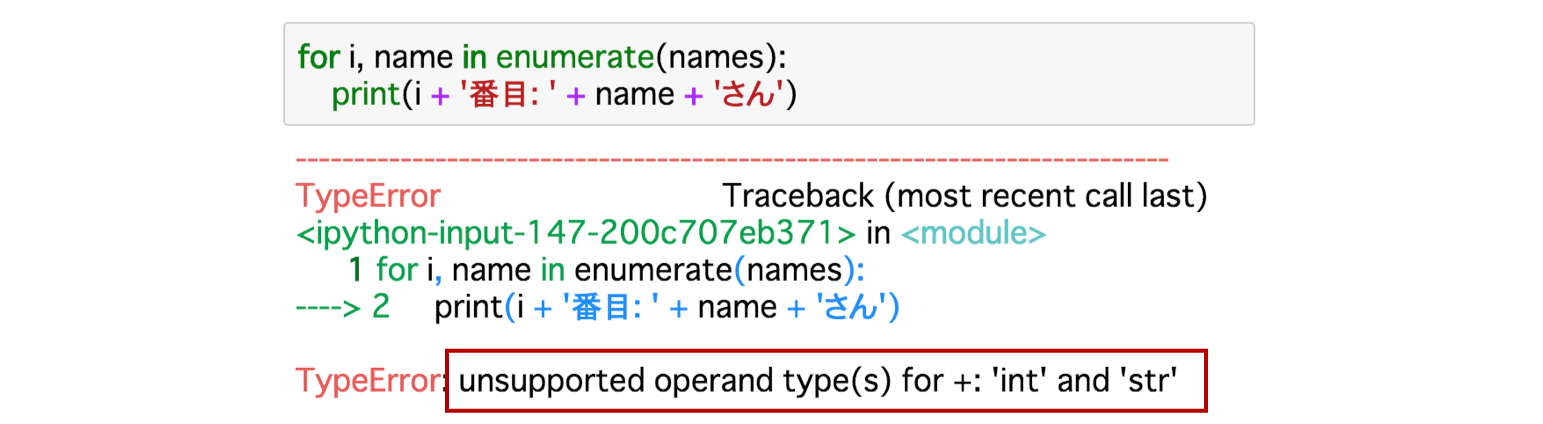 for i, name in enumerate(names):
    print(i + '番目: ' + name + 'さん')
---------------------------------------------------------------------------
TypeError                                 Traceback (most recent call last)
<ipython-input-147-200c707eb371> in <module>
      1 for i, name in enumerate(names):
----> 2     print(i + '番目: ' + name + 'さん')
TypeError: unsupported operand type(s) for +: 'int' and 'str'